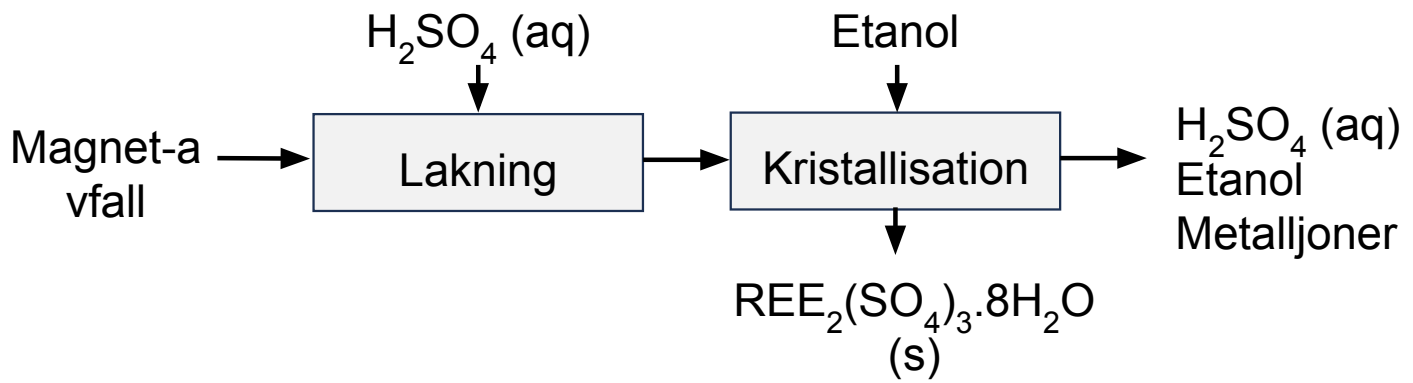 H₂SO₄ (aq)
Etanol
Magnet-a
vfall
Lakning
Kristallisation
H₂SO₄ (aq)
Etanol
Metalljoner
REE₂(SO₄)₃.8H₂O
(s)